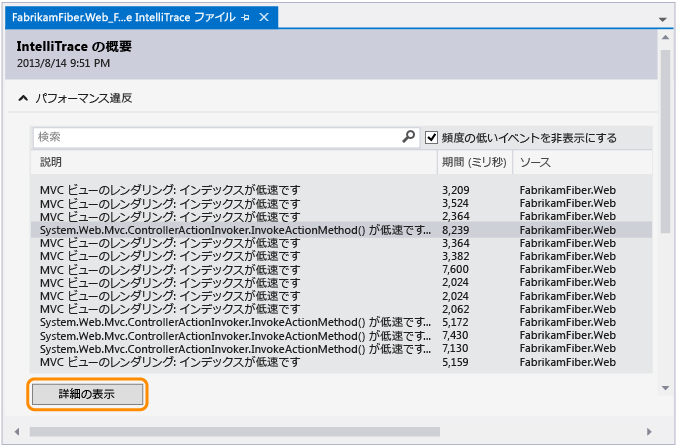 FabrikamFiber.Web_F...e IntelliTrace ファイル
IntelliTrace の概要
2013/8/14 9:51 PM
パフォーマンス違反
検索 頻度の低いイベントを非表示にする
説明 期間 (ミリ秒) ソース
MVC ビューのレンダリング: インデックスが低速です 3,209 FabrikamFiber.Web
MVC ビューのレンダリング: インデックスが低速です 3,524 FabrikamFiber.Web
MVC ビューのレンダリング: インデックスが低速です 2,364 FabrikamFiber.Web
System.Web.Mvc.ControllerActionInvoker.InvokeActionMethod() が低速です... 8,239 FabrikamFiber.Web
MVC ビューのレンダリング: インデックスが低速です 3,364 FabrikamFiber.Web
MVC ビューのレンダリング: インデックスが低速です 3,382 FabrikamFiber.Web
MVC ビューのレンダリング: インデックスが低速です 7,600 FabrikamFiber.Web
MVC ビューのレンダリング: インデックスが低速です 2,024 FabrikamFiber.Web
MVC ビューのレンダリング: インデックスが低速です 2,024 FabrikamFiber.Web
MVC ビューのレンダリング: インデックスが低速です 2,062 FabrikamFiber.Web
System.Web.Mvc.ControllerActionInvoker.InvokeActionMethod() が低速です... 5,172 FabrikamFiber.Web
System.Web.Mvc.ControllerActionInvoker.InvokeActionMethod() が低速です... 7,430 FabrikamFiber.Web
System.Web.Mvc.ControllerActionInvoker.InvokeActionMethod() が低速です... 7,130 FabrikamFiber.Web
MVC ビューのレンダリング: インデックスが低速です 5,159 FabrikamFiber.Web
詳細の表示